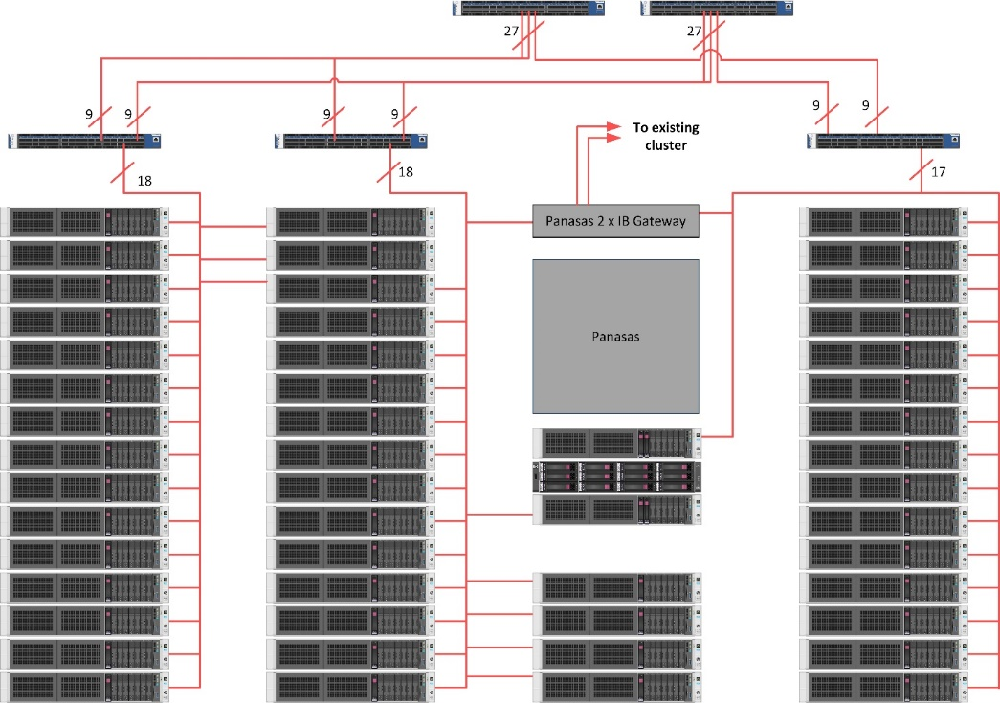 27
27
9
9
9
9
9
9
To existing
cluster
18
18
17
Panasas 2 x IB Gateway
Panasas